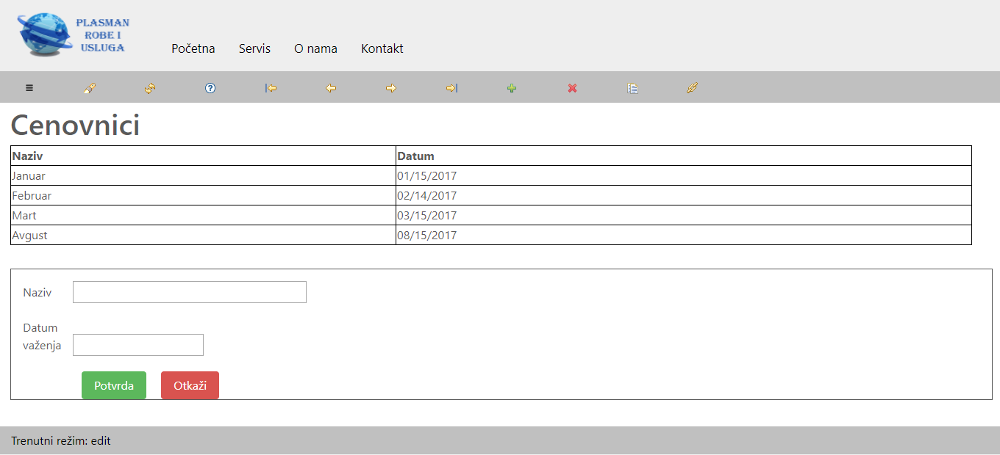 PLASMAN
ROBE I
USLUGA
Početna Servis O nama Kontakt
Cenovnici
Naziv Datum
Januar 01/15/2017
Februar 02/14/2017
Mart 03/15/2017
Avgust 08/15/2017
Naziv
Datum
važenja
Potvrda Otkaži
Trenutni režim: edit